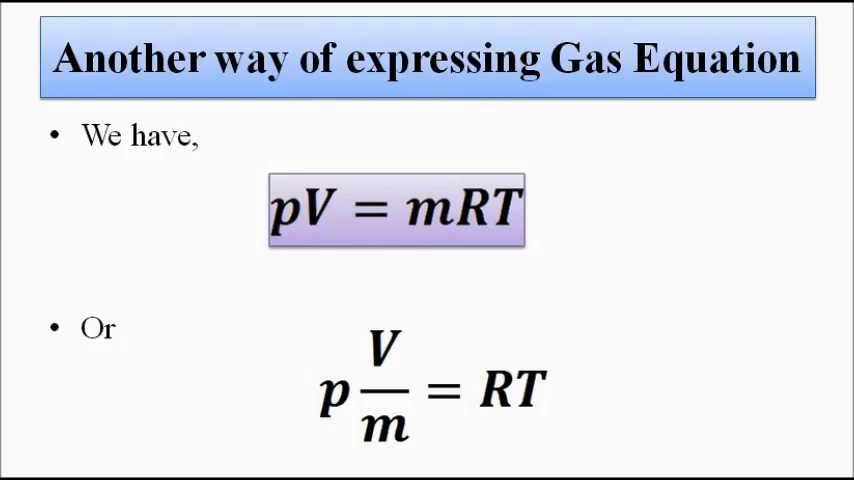 Another way of expressing Gas Equation
• We have,
pV = mRT
• Or
p V/m = RT